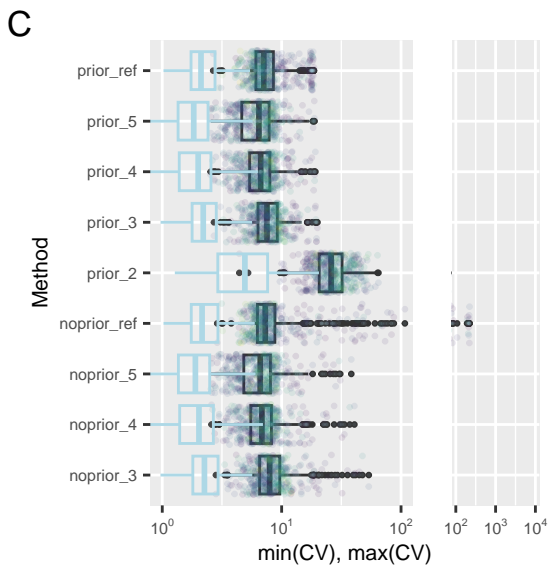 C
Method
prior_ref
prior_5
prior_4
prior_3
prior_2
noprior_ref
noprior_5
noprior_4
noprior_3
10⁰ 10¹ 10² 10² 10³ 10⁴
min(CV), max(CV)